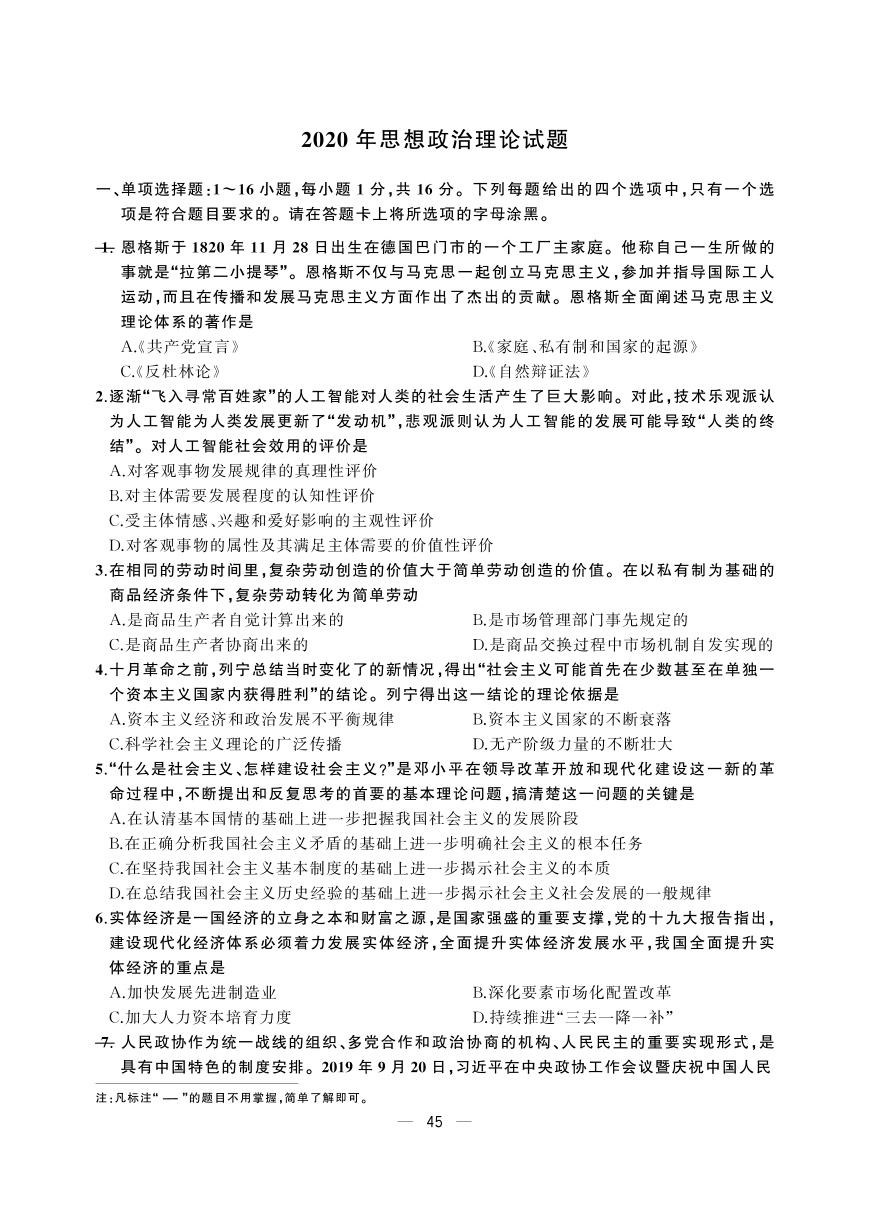 2020 年思想政治理论试题
一、单项选择题:1～16 小题,每小题 1 分,共 16 分。下列每题给出的四个选项中,只有一个选
项是符合题目要求的。请在答题卡上将所选项的字母涂黑。
1. 恩格斯于 1820 年 11 月 28 日出生在德国巴门市的一个工厂主家庭。他称自己一生所做的
事就是“拉第二小提琴”。恩格斯不仅与马克思一起创立马克思主义,参加并指导国际工人
运动,而且在传播和发展马克思主义方面作出了杰出的贡献。恩格斯全面阐述马克思主义
理论体系的著作是
A.《共产党宣言》 B.《家庭、私有制和国家的起源》
C.《反杜林论》 D.《自然辩证法》
2.逐渐“飞入寻常百姓家”的人工智能对人类的社会生活产生了巨大影响。对此,技术乐观派认
为人工智能为人类发展更新了“发动机”,悲观派则认为人工智能的发展可能导致“人类的终
结”。对人工智能社会效用的评价是
A.对客观事物发展规律的真理性评价
B.对主体需要发展程度的认知性评价
C.受主体情感、兴趣和爱好影响的主观性评价
D.对客观事物的属性及其满足主体需要的价值性评价
3.在相同的劳动时间里,复杂劳动创造的价值大于简单劳动创造的价值。在以私有制为基础的
商品经济条件下,复杂劳动转化为简单劳动
A.是商品生产者自觉计算出来的 B.是市场管理部门事先规定的
C.是商品生产者协商出来的 D.是商品交换过程中市场机制自发实现的
4.十月革命之前,列宁总结当时变化了的新情况,得出“社会主义可能首先在少数甚至在单独一
个资本主义国家内获得胜利”的结论。列宁得出这一结论的理论依据是
A.资本主义经济和政治发展不平衡规律 B.资本主义国家的不断衰落
C.科学社会主义理论的广泛传播 D.无产阶级力量的不断壮大
5.“什么是社会主义、怎样建设社会主义?”是邓小平在领导改革开放和现代化建设这一新的革
命过程中,不断提出和反复思考的首要的基本理论问题,搞清楚这一问题的关键是
A.在认清基本国情的基础上进一步把握我国社会主义的发展阶段
B.在正确分析我国社会主义矛盾的基础上进一步明确社会主义的根本任务
C.在坚持我国社会主义基本制度的基础上进一步揭示社会主义的本质
D.在总结我国社会主义历史经验的基础上进一步揭示社会主义社会发展的一般规律
6.实体经济是一国经济的立身之本和财富之源,是国家强盛的重要支撑,党的十九大报告指出,
建设现代化经济体系必须着力发展实体经济,全面提升实体经济发展水平,我国全面提升实
体经济的重点是
A.加快发展先进制造业 B.深化要素市场化配置改革
C.加大人力资本培育力度 D.持续推进“三去一降一补”
7. 人民政协作为统一战线的组织、多党合作和政治协商的机构、人民民主的重要实现形式,是
具有中国特色的制度安排。2019 年 9 月 20 日,习近平在中央政协工作会议暨庆祝中国人民
注:凡标注“ — ”的题目不用掌握,简单了解即可。
— 45 —